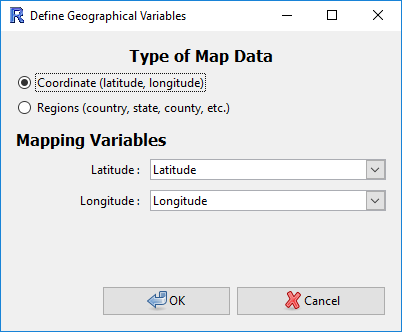 Define Geographical Variables
Type of Map Data
Coordinate (latitude, longitude)
Regions (country, state, county, etc.)
Mapping Variables
Latitude : Latitude
Longitude : Longitude
OK Cancel